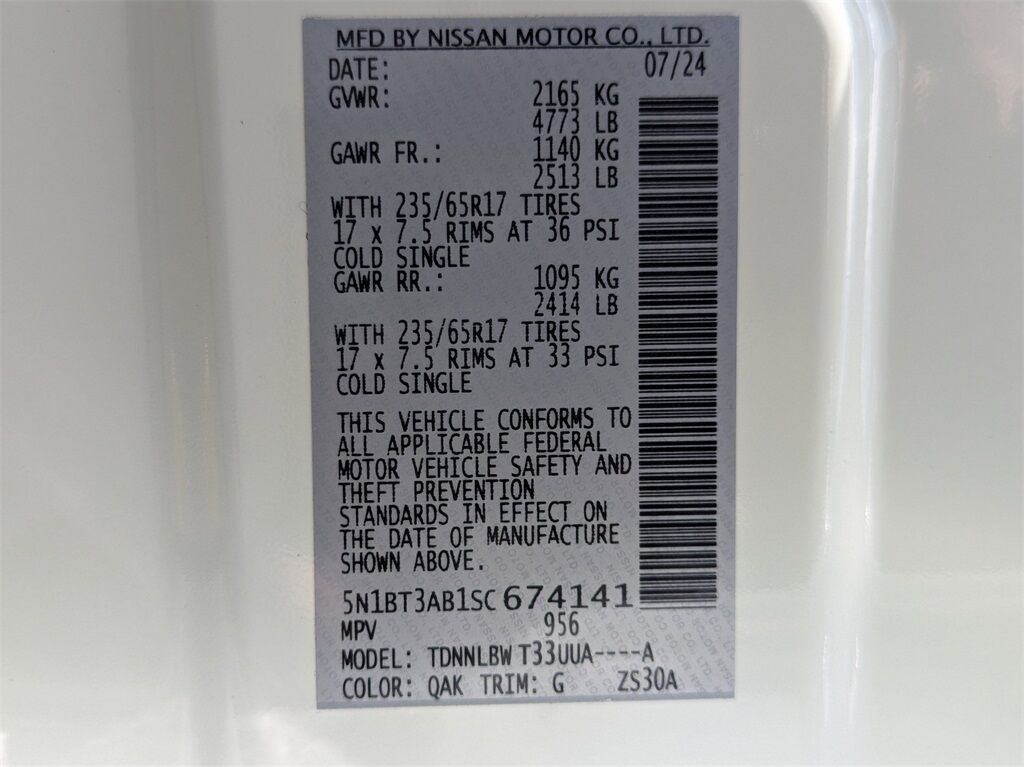 MFD BY NISSAN MOTOR CO., LTD.
DATE: 07/24
GVWR: 2165 KG
4773 LB
GAWR FR.: 1140 KG
2513 LB
WITH 235/65R17 TIRES
17 x 7.5 RIMS AT 36 PSI
COLD SINGLE
GAWR RR.: 1095 KG
2414 LB
WITH 235/65R17 TIRES
17 x 7.5 RIMS AT 33 PSI
COLD SINGLE
THIS VEHICLE CONFORMS TO
ALL APPLICABLE FEDERAL
MOTOR VEHICLE SAFETY AND
THEFT PREVENTION
STANDARDS IN EFFECT ON
THE DATE OF MANUFACTURE
SHOWN ABOVE.
5N1BT3AB1SC674141
MPV 956
MODEL: TDNNLBW T33UUA----A
COLOR: QAK TRIM: G ZS30A